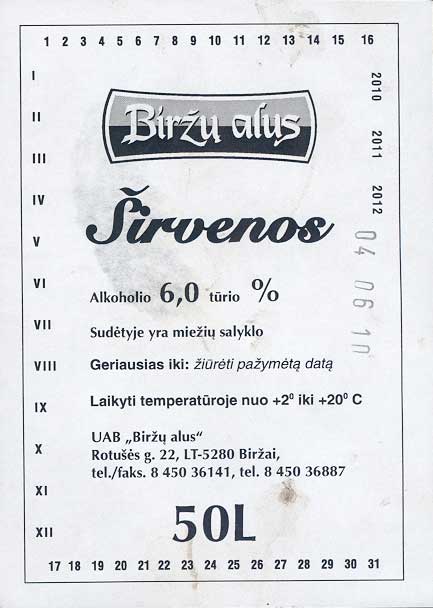 1 2 3 4 5 6 7 8 9 10 11 12 13 14 15 16
I
II
III
IV
V
VI
VII
VIII
IX
X
XI
XII
2010
2011
2012
04 06 10
Biržų alus
Širvenos
Alkoholio 6,0 tūrio %
Sudėtyje yra miežių salyklo
Geriausias iki: žiūrėti pažymėtą datą
Laikyti temperatūroje nuo +2⁰ iki +20⁰ C
UAB „Biržų alus“
Rotušės g. 22, LT-5280 Biržai,
tel./faks. 8 450 36141, tel. 8 450 36887
50L
17 18 19 20 21 22 23 24 25 26 27 28 29 30 31